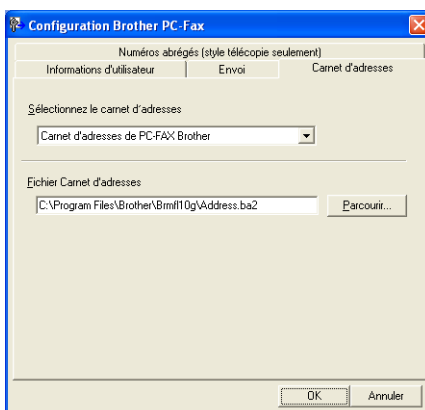 Configuration Brother PC-Fax
Numéros abrégés (style télécopie seulement)
Informations d'utilisateur Envoi Carnet d'adresses
Sélectionnez le carnet d'adresses
Carnet d'adresses de PC-FAX Brother
Fichier Carnet d'adresses
C:\Program Files\Brother\Brmfl10g\Address.ba2 Parcourir...
OK Annuler